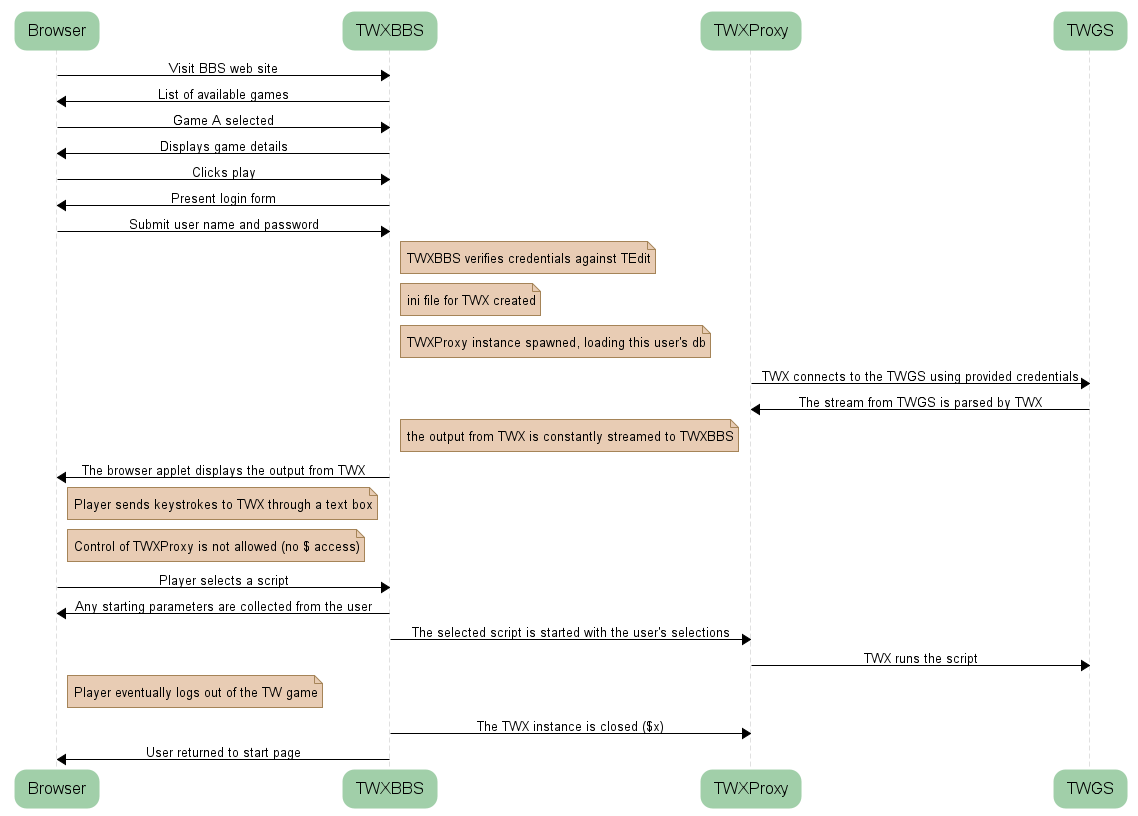 Browser TWXBBS TWXProxy TWGS
Visit BBS web site
List of available games
Game A selected
Displays game details
Clicks play
Present login form
Submit user name and password
TWXBBS verifies credentials against TEdit
ini file for TWX created
TWXProxy instance spawned, loading this user's db
TWX connects to the TWGS using provided credentials
The stream from TWGS is parsed by TWX
the output from TWX is constantly streamed to TWXBBS
The browser applet displays the output from TWX
Player sends keystrokes to TWX through a text box
Control of TWXProxy is not allowed (no $ access)
Player selects a script
Any starting parameters are collected from the user
The selected script is started with the user's selections
TWX runs the script
Player eventually logs out of the TW game
The TWX instance is closed ($x)
User returned to start page
Browser TWXBBS TWXProxy TWGS